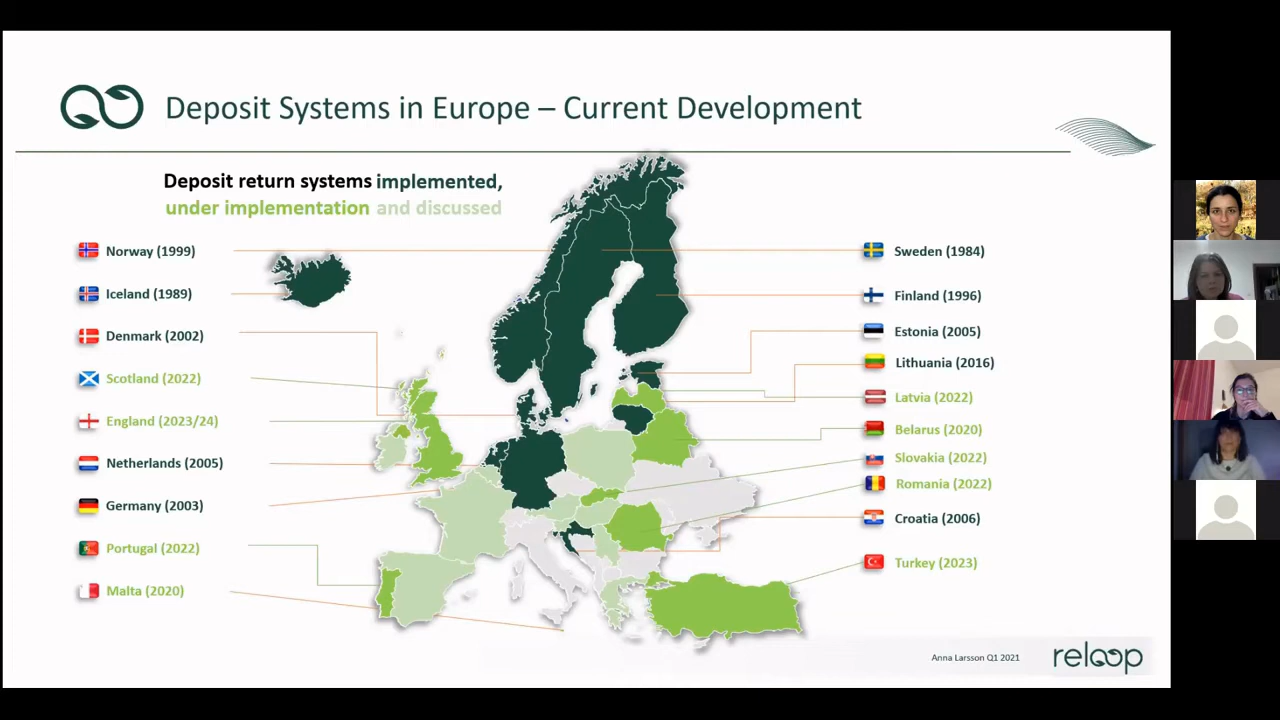 Deposit Systems in Europe – Current Development
Deposit return systems implemented,
under implementation and discussed
Norway (1999)
Iceland (1989)
Denmark (2002)
Scotland (2022)
England (2023/24)
Netherlands (2005)
Germany (2003)
Portugal (2022)
Malta (2020)
Sweden (1984)
Finland (1996)
Estonia (2005)
Lithuania (2016)
Latvia (2022)
Belarus (2020)
Slovakia (2022)
Romania (2022)
Croatia (2006)
Turkey (2023)
Anna Larsson Q1 2021
reloop